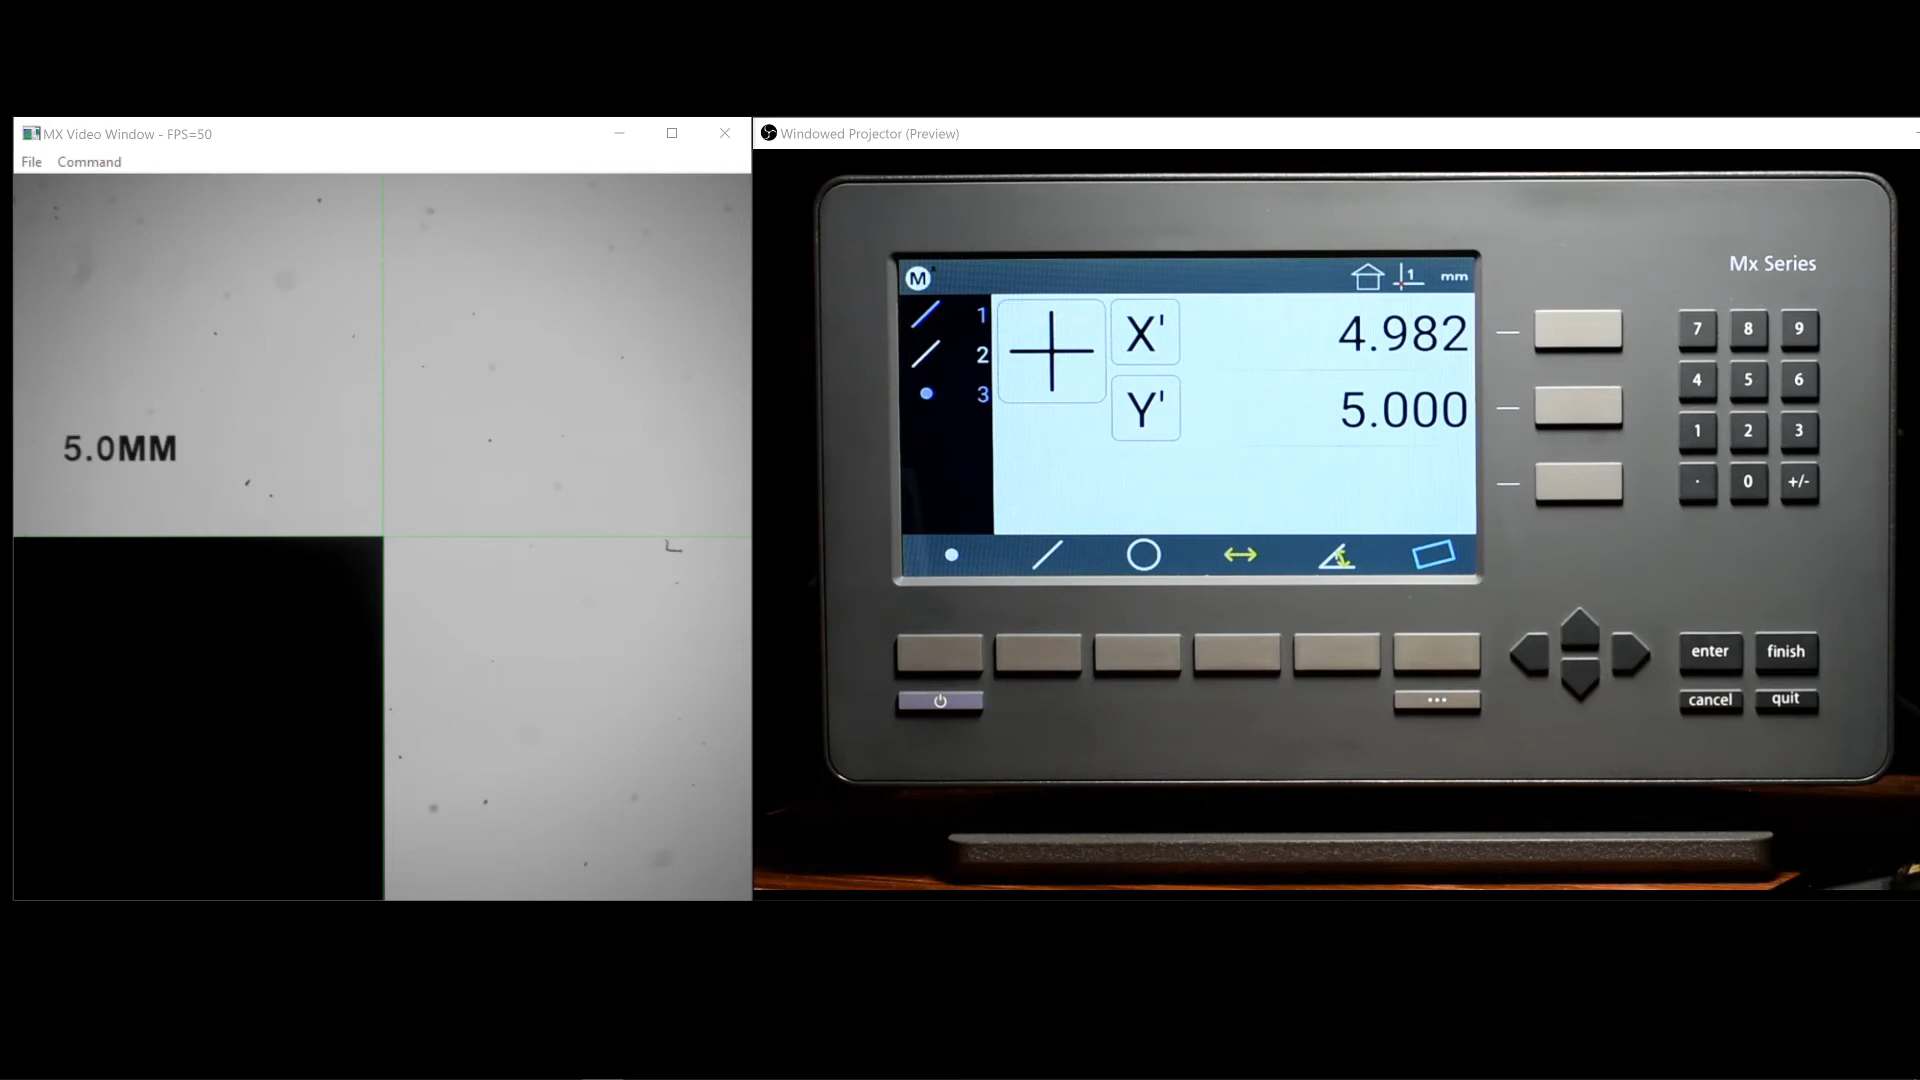 MX Video Window - FPS=50
File Command
5.0MM
Windowed Projector (Preview)
Mx Series
M
1 mm
1
2
3
X' 4.982
Y' 5.000
7 8 9
4 5 6
1 2 3
. 0 +/-
enter finish
cancel quit